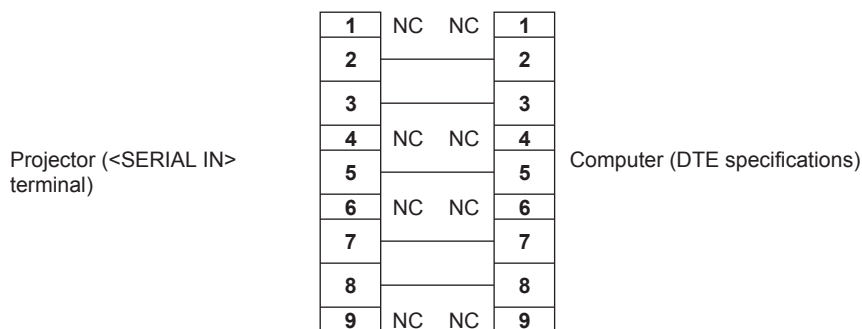 1 NC NC 1
2 2
3 3
4 NC NC 4
Projector (<SERIAL IN>
terminal)
5 5
Computer (DTE specifications)
6 NC NC 6
7 7
8 8
9 NC NC 9